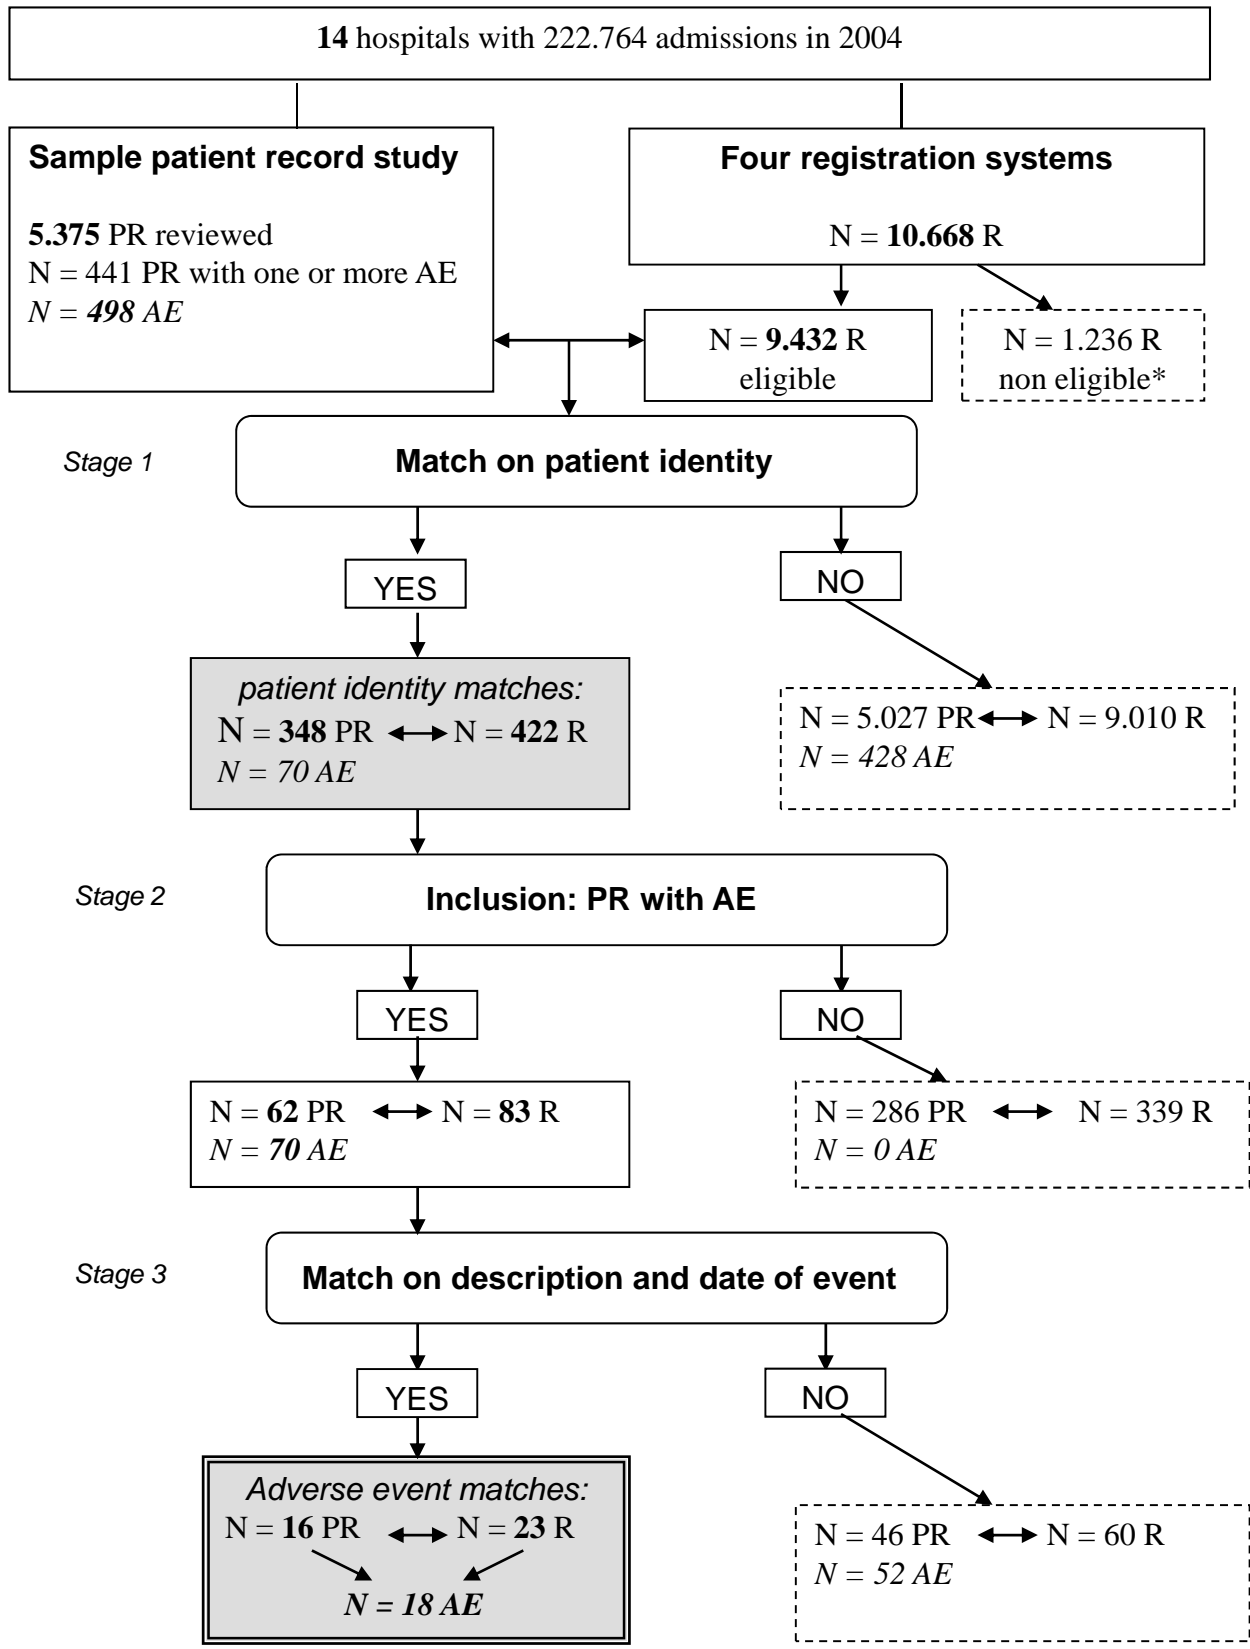 14 hospitals with 222.764 admissions in 2004
Sample patient record study
5.375 PR reviewed
N = 441 PR with one or more AE
N = 498 AE
Four registration systems
N = 10.668 R
N = 9.432 R
eligible
N = 1.236 R
non eligible*
Stage 1
Match on patient identity
YES
NO
patient identity matches:
N = 348 PR N = 422 R
N = 70 AE
N = 5.027 PR N = 9.010 R
N = 428 AE
Stage 2
Inclusion: PR with AE
YES
NO
N = 62 PR N = 83 R
N = 70 AE
N = 286 PR N = 339 R
N = 0 AE
Stage 3
Match on description and date of event
YES
NO
Adverse event matches:
N = 16 PR N = 23 R
N = 18 AE
N = 46 PR N = 60 R
N = 52 AE